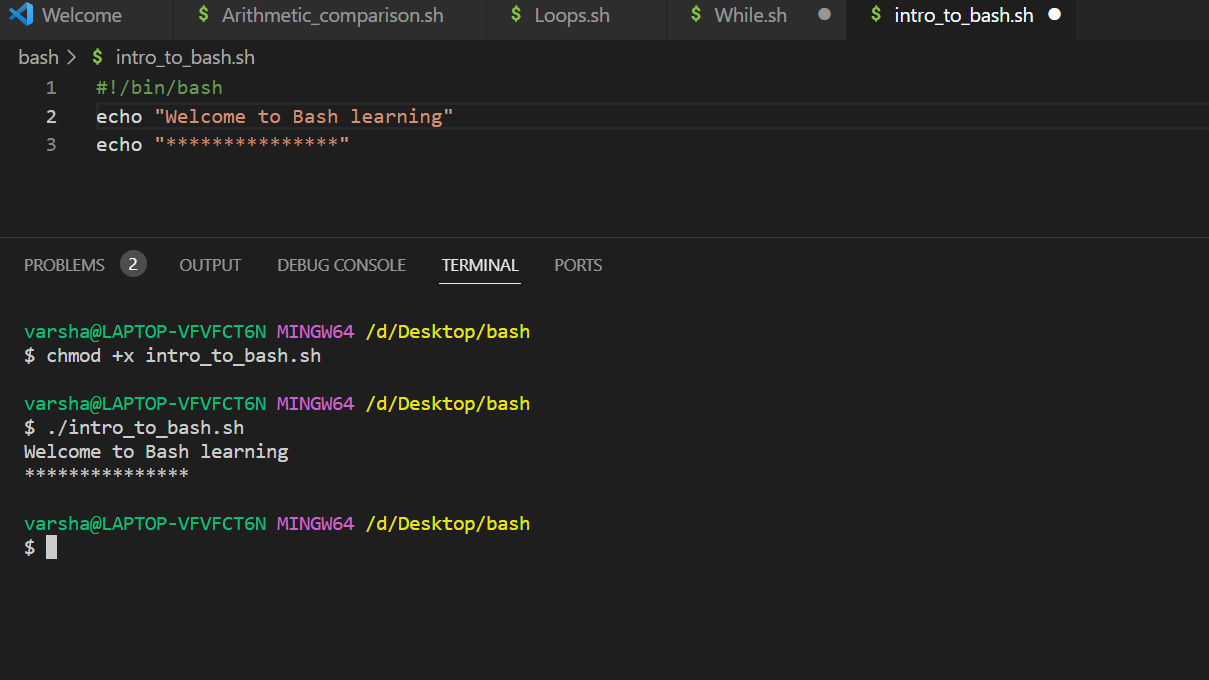 Welcome $ Arithmetic_comparison.sh $ Loops.sh $ While.sh $ intro_to_bash.sh
bash > $ intro_to_bash.sh
1 #!/bin/bash
2 echo "Welcome to Bash learning"
3 echo "***************"
PROBLEMS 2 OUTPUT DEBUG CONSOLE TERMINAL PORTS
varsha@LAPTOP-VFVFCT6N MINGW64 /d/Desktop/bash
$ chmod +x intro_to_bash.sh
varsha@LAPTOP-VFVFCT6N MINGW64 /d/Desktop/bash
$ ./intro_to_bash.sh
Welcome to Bash learning
***************
varsha@LAPTOP-VFVFCT6N MINGW64 /d/Desktop/bash
$